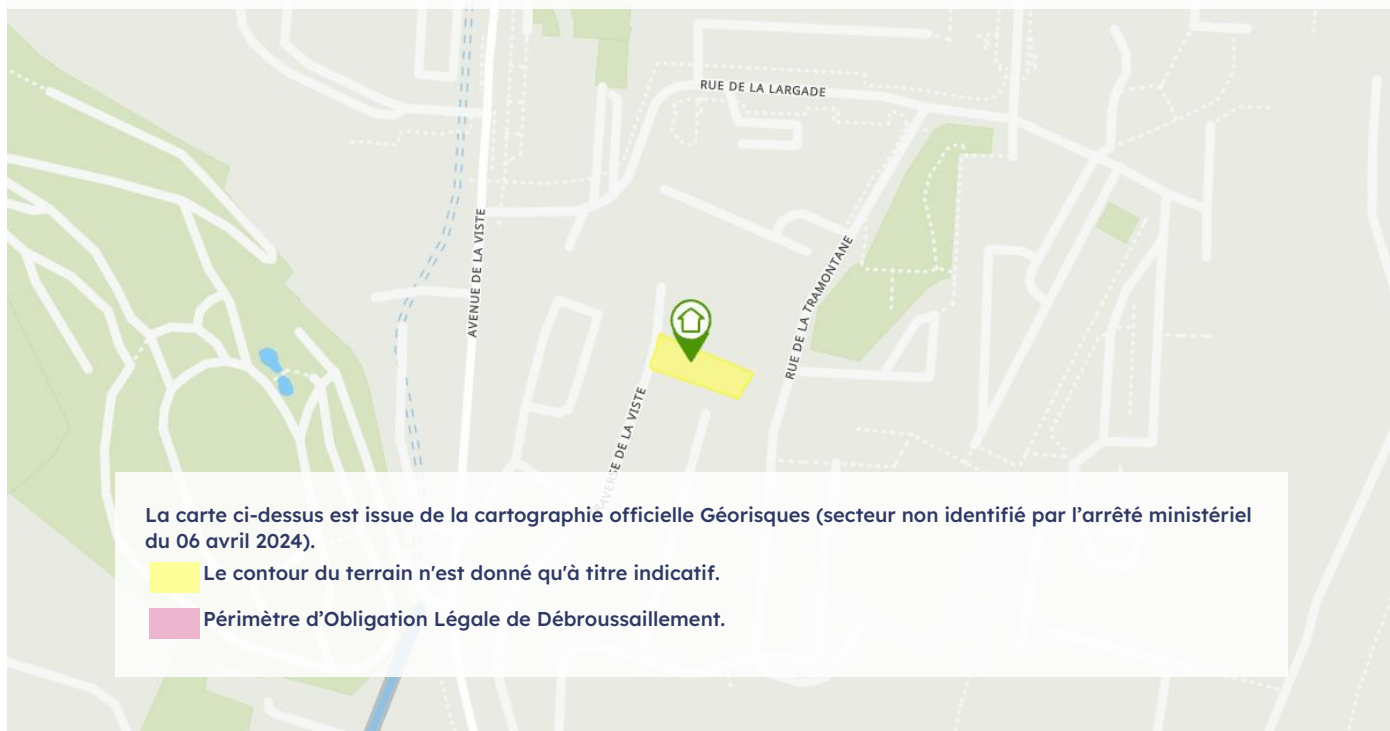 RUE DE LA LARGADE
AVENUE DE LA VISTE
RUE DE LA TRAMONTANE
DE LA VISTE
La carte ci-dessus est issue de la cartographie officielle Géorisques (secteur non identifié par l’arrêté ministériel
du 06 avril 2024).
Le contour du terrain n'est donné qu'à titre indicatif.
Périmètre d’Obligation Légale de Débroussaillement.